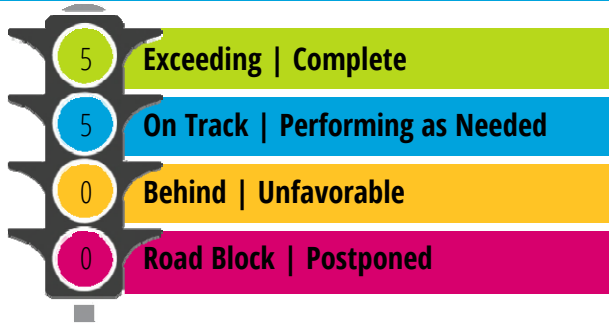 5 Exceeding | Complete
5 On Track | Performing as Needed
0 Behind | Unfavorable
0 Road Block | Postponed